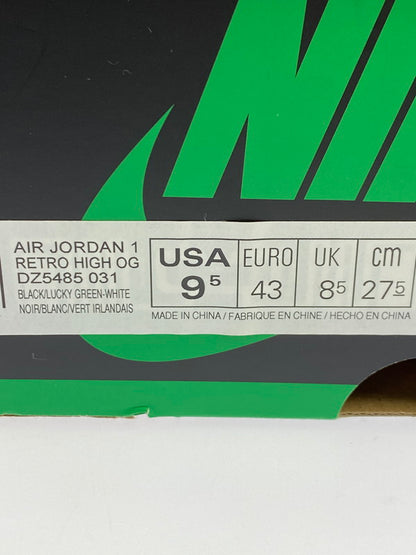 NIK
AIR JORDAN 1
RETRO HIGH OG
DZ5485 031
BLACK/LUCKY GREEN-WHITE
NOIR/BLANC/VERT IRLANDAIS
USA EURO UK cm
9.5 43 8.5 27.5
MADE IN CHINA / FABRIQUE EN CHINE / HECHO EN CHINA